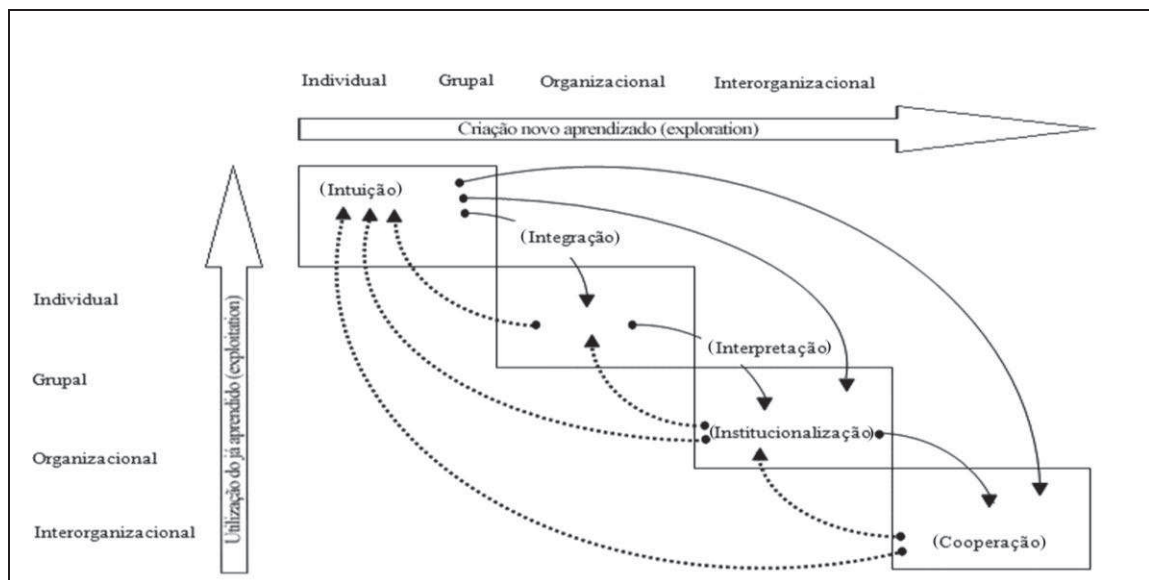 Individual Grupal Organizacional Interorganizacional
Criação novo aprendizado (exploration)
(Intuição)
(Integração)
Individual
(Interpretação)
Grupal
(Institucionalização)
Organizacional
Interorganizacional
(Cooperação)
Utilização do já aprendido (exploitation)